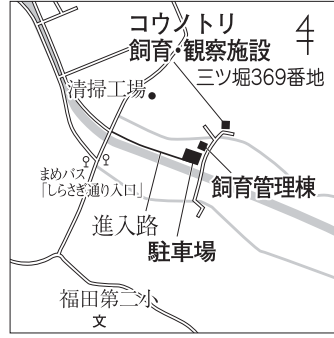 コウノトリ
飼育・観察施設
三ツ堀369番地
清掃工場
まめバス
「しらさぎ通り入口」
飼育管理棟
進入路
駐車場
福田第二小
文